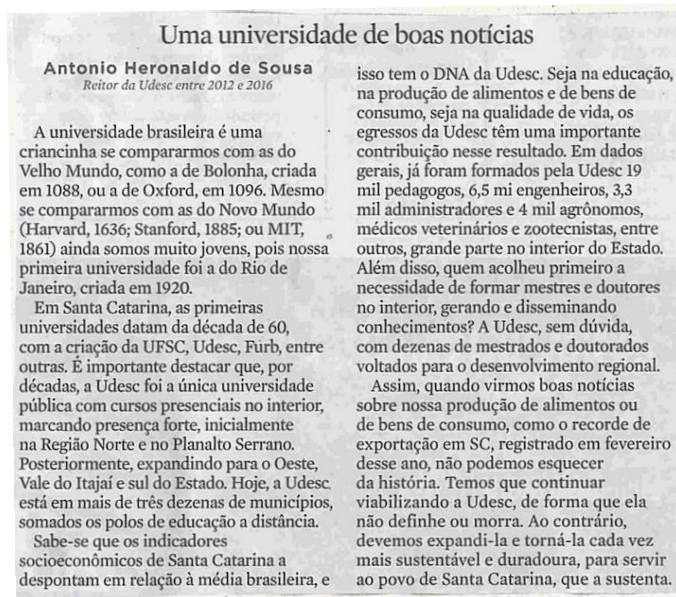 Uma universidade de boas notícias
Antonio Heronaldo de Sousa
Reitor da Udesc entre 2012 e 2016
A universidade brasileira é uma
criancinha se compararmos com as do
Velho Mundo, como a de Bolonha, criada
em 1088, ou a de Oxford, em 1096. Mesmo
se compararmos com as do Novo Mundo
(Harvard, 1636; Stanford, 1885; ou MIT,
1861) ainda somos muito jovens, pois nossa
primeira universidade foi a do Rio de
Janeiro, criada em 1920.
Em Santa Catarina, as primeiras
universidades datam da década de 60,
com a criação da UFSC, Udesc, Furb, entre
outras. É importante destacar que, por
décadas, a Udesc foi a única universidade
pública com cursos presenciais no interior,
marcando presença forte, inicialmente
na Região Norte e no Planalto Serrano.
Posteriormente, expandindo para o Oeste,
Vale do Itajaí e sul do Estado. Hoje, a Udesc
está em mais de três dezenas de municípios,
somados os polos de educação a distância.
Sabe-se que os indicadores
socioeconômicos de Santa Catarina a
despontam em relação à média brasileira, e
isso tem o DNA da Udesc. Seja na educação,
na produção de alimentos e de bens de
consumo, seja na qualidade de vida, os
egressos da Udesc têm uma importante
contribuição nesse resultado. Em dados
gerais, já foram formados pela Udesc 19
mil pedagogos, 6,5 mi engenheiros, 3,3
mil administradores e 4 mil agrônomos,
médicos veterinários e zootecnistas, entre
outros, grande parte no interior do Estado.
Além disso, quem acolheu primeiro a
necessidade de formar mestres e doutores
no interior, gerando e disseminando
conhecimentos? A Udesc, sem dúvida,
com dezenas de mestrados e doutorados
voltados para o desenvolvimento regional.
Assim, quando virmos boas notícias
sobre nossa produção de alimentos ou
de bens de consumo, como o recorde de
exportação em SC, registrado em fevereiro
desse ano, não podemos esquecer
da história. Temos que continuar
viabilizando a Udesc, de forma que ela
não definhe ou morra. Ao contrário,
devemos expandi-la e torná-la cada vez
mais sustentável e duradoura, para servir
ao povo de Santa Catarina, que a sustenta.